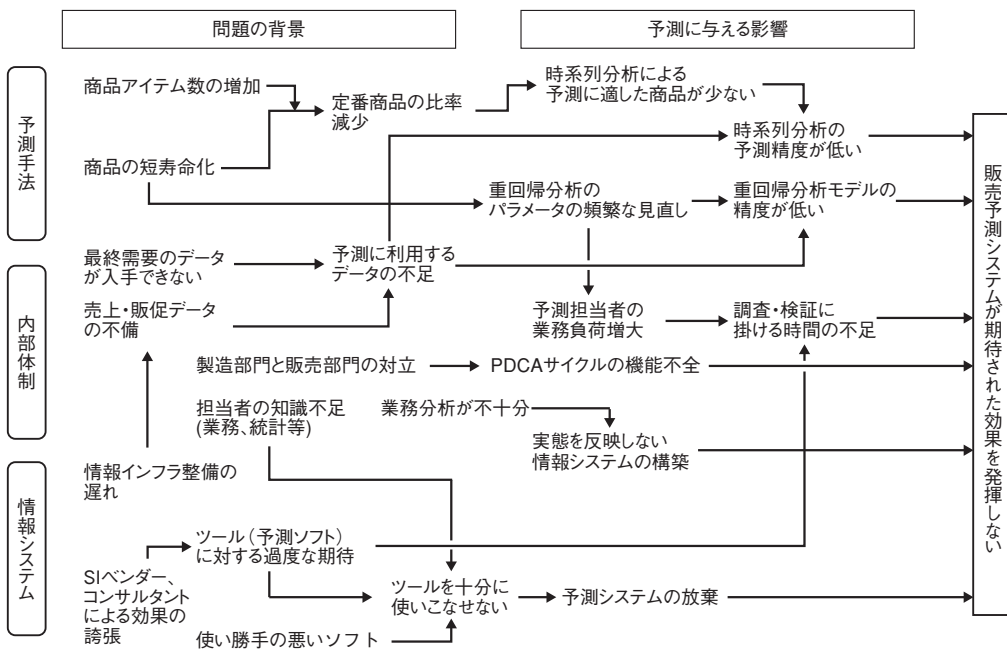 問題の背景
予測に与える影響
予測手法
商品アイテム数の増加
定番商品の比率
減少
時系列分析による
予測に適した商品が少ない
時系列分析の
予測精度が低い
商品の短寿命化
重回帰分析の
パラメータの頻繁な見直し
重回帰分析モデルの
精度が低い
内部体制
最終需要のデータ
が入手できない
予測に利用する
データの不足
売上・販促データ
の不備
予測担当者の
業務負荷増大
調査・検証に
掛ける時間の不足
製造部門と販売部門の対立
PDCAサイクルの機能不全
担当者の知識不足
(業務、統計等)
業務分析が不十分
実態を反映しない
情報システムの構築
情報システム
情報インフラ整備の
遅れ
ツール(予測ソフト)
に対する過度な期待
SIベンダー、
コンサルタント
による効果の
誇張
ツールを十分に
使いこなせない
予測システムの放棄
使い勝手の悪いソフト
販売予測システムが期待された効果を発揮しない